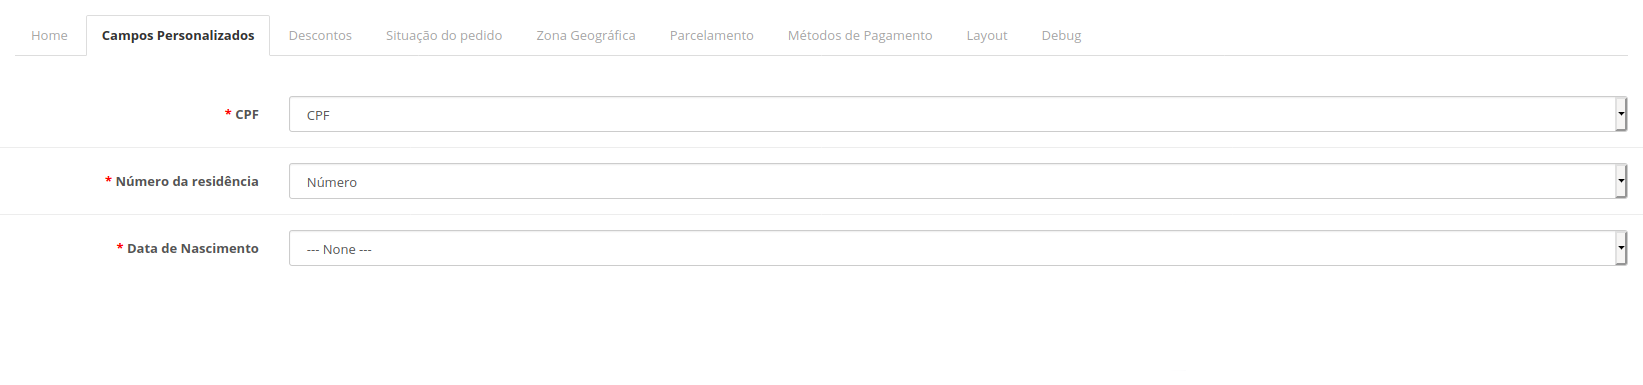 Home Campos Personalizados Descontos Situação do pedido Zona Geográfica Parcelamento Métodos de Pagamento Layout Debug
* CPF CPF
* Número da residência Número
* Data de Nascimento --- None ---